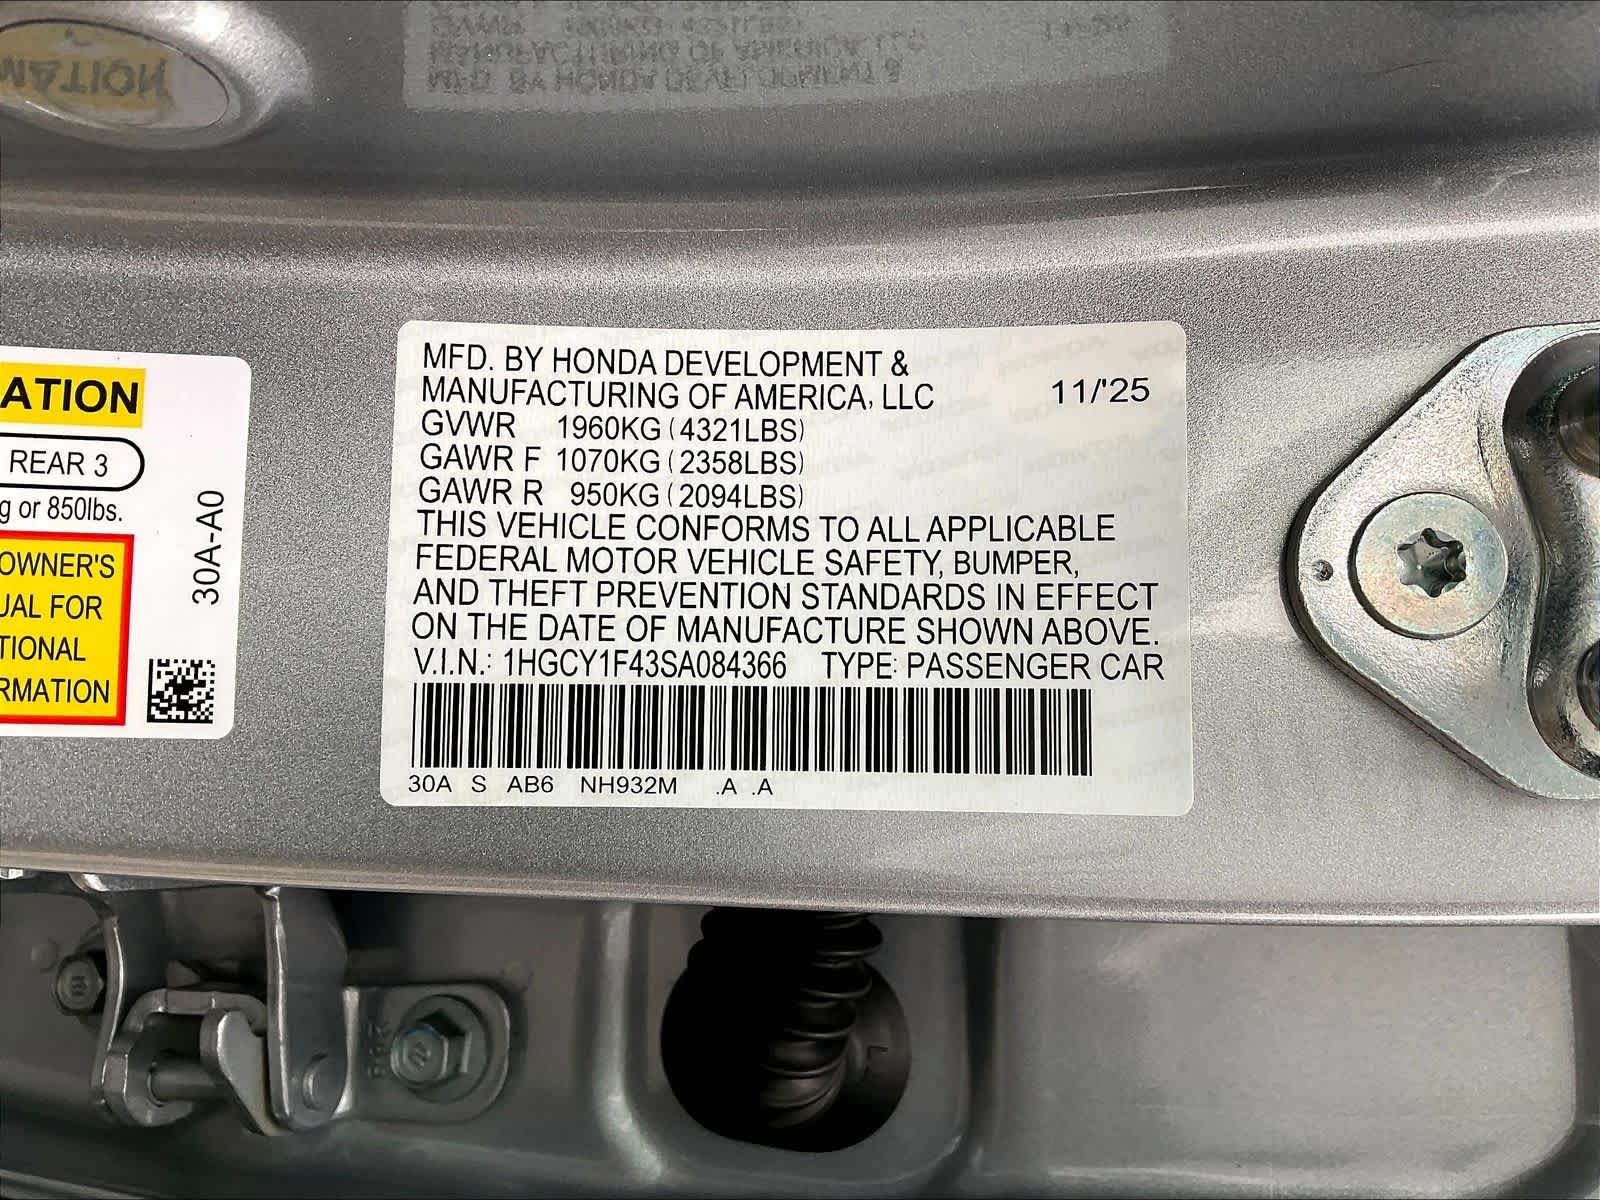 MFD. BY HONDA DEVELOPMENT &
MANUFACTURING OF AMERICA, LLC 11/'25
GVWR 1960KG (4321LBS)
GAWR F 1070KG (2358LBS)
GAWR R 950KG (2094LBS)
THIS VEHICLE CONFORMS TO ALL APPLICABLE
FEDERAL MOTOR VEHICLE SAFETY, BUMPER,
AND THEFT PREVENTION STANDARDS IN EFFECT
ON THE DATE OF MANUFACTURE SHOWN ABOVE.
V.I.N.: 1HGCY1F43SA084366 TYPE: PASSENGER CAR
30A S AB6 NH932M .A .A
ATION
REAR 3
g or 850lbs.
OWNER'S
UAL FOR
TIONAL
RMATION
30A-A0